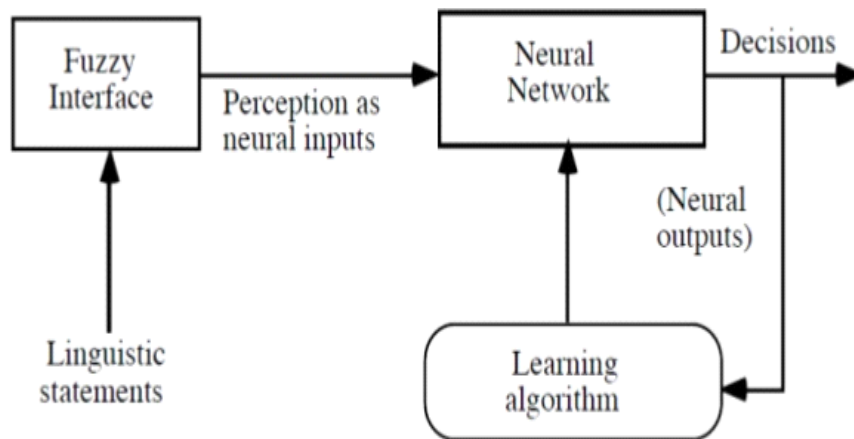 Fuzzy
Interface
Perception as
neural inputs
Neural
Network
Decisions
(Neural
outputs)
Linguistic
statements
Learning
algorithm